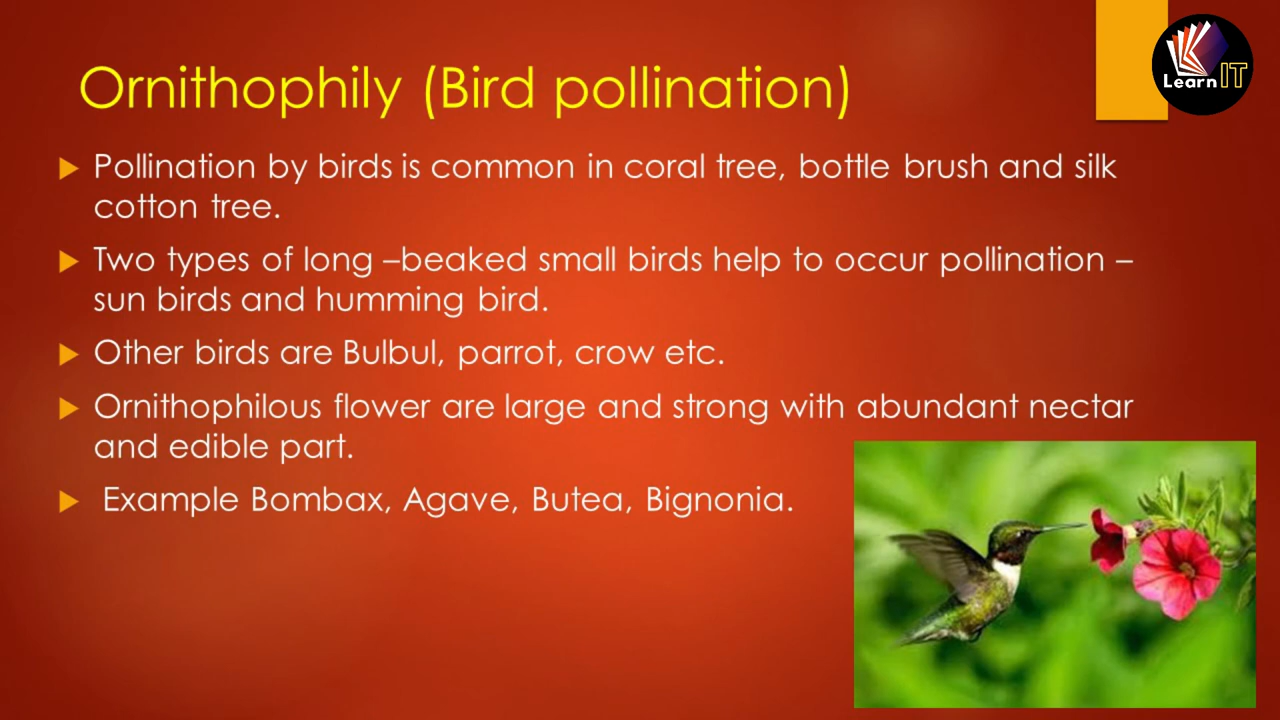 Ornithophily (Bird pollination)
LearnIT
Pollination by birds is common in coral tree, bottle brush and silk
cotton tree.
Two types of long –beaked small birds help to occur pollination –
sun birds and humming bird.
Other birds are Bulbul, parrot, crow etc.
Ornithophilous flower are large and strong with abundant nectar
and edible part.
Example Bombax, Agave, Butea, Bignonia.